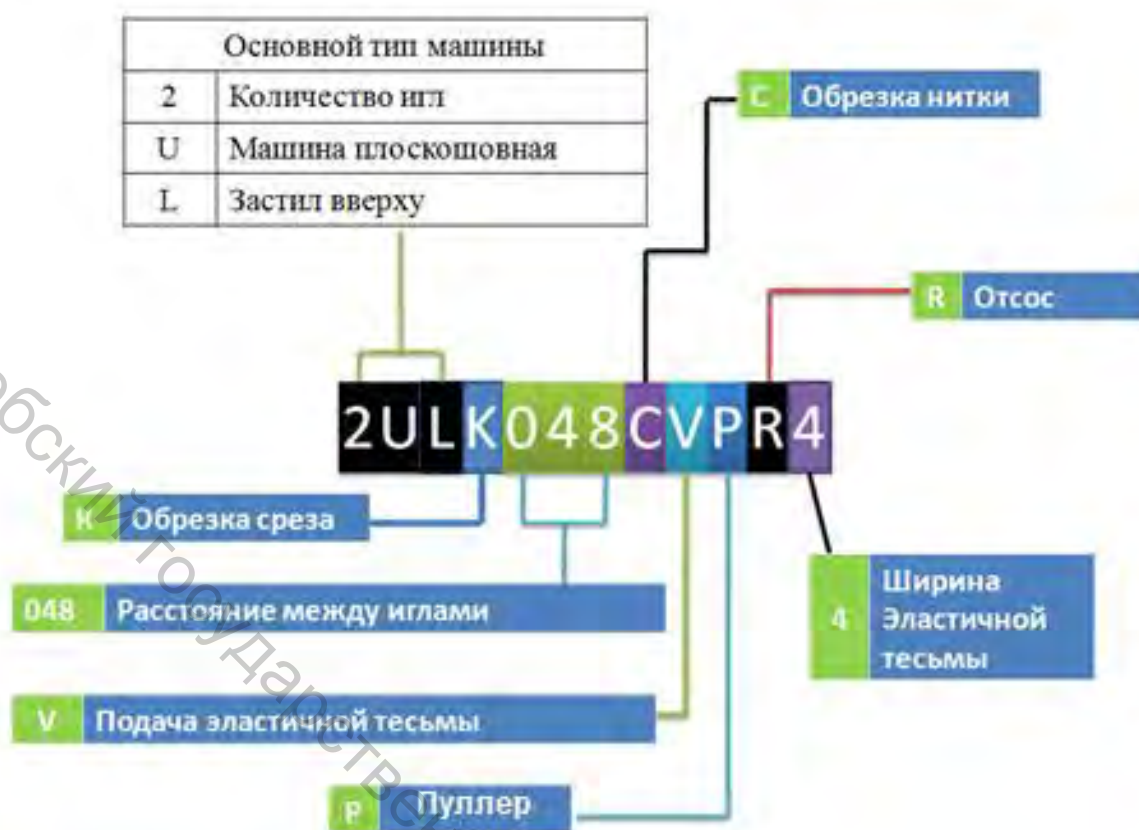 Основной тип машины
2 Количество игл
U Машина плоскошовная
L Застил вверху
C Обрезка нитки
R Отсос
2ULK048CVPR4
K Обрезка среза
048 Расстояние между иглами
4 Ширина
Эластичной
тесьмы
V Подача эластичной тесьмы
P Пуллер